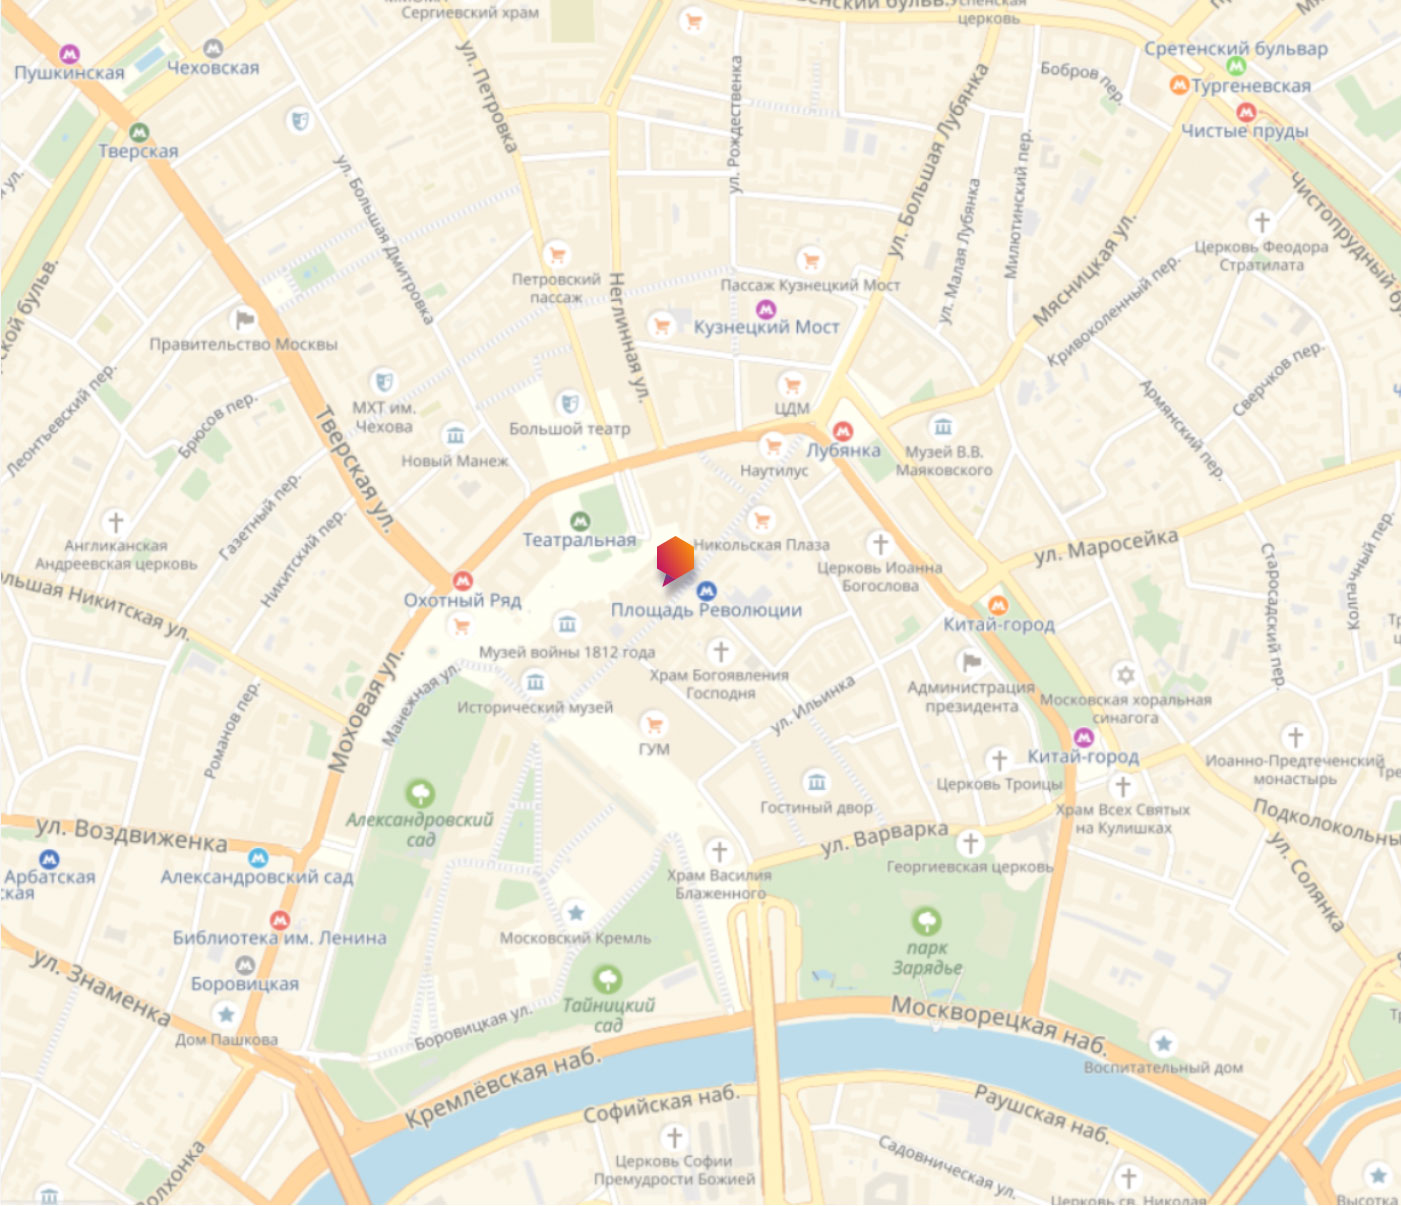 Сергиевский храм
церковь
Пушкинская
Чеховская
Сретенский бульвар
Тургеневская
Чистые пруды
Бобров пер.
Тверская
ул. Петровка
ул. Рождественка
ул. Большая Лубянка
ул. Большая Дмитровка
ул. Малая Лубянка
Милютинский пер.
Мясницкая ул.
Чистопрудный бу
Церковь Феодора
Стратилата
Кривоколенный пер.
Петровский
пассаж
Неглинная ул.
Пассаж Кузнецкий Мост
Кузнецкий Мост
ской бульв.
Правительство Москвы
Леонтьевский пер.
Брюсов пер.
Тверская ул.
МХТ им.
Чехова
Новый Манеж
Большой театр
ЦДМ
Лубянка
Наутилус
Музей В.В.
Маяковского
Армянский пер.
Сверчков пер.
Газетный пер.
Никитский пер.
Англиканская
Андреевская церковь
Театральная
Никольская Плаза
Церковь Иоанна
Богослова
ул. Маросейка
Старосадский пер.
Колпачный пер.
льшая Никитская ул.
Охотный Ряд
Площадь Революции
Китай-город
Музей войны 1812 года
Храм Богоявления
Господня
Администрация
президента
Московская хоральная
синагога
Моховая ул.
Манежная ул.
Романов пер.
Исторический музей
ГУМ
ул. Ильинка
Китай-город
Церковь Троицы
Иоанно-Предтеченский
монастырь
Гостиный двор
Храм Всех Святых
на Кулишках
Подколокольны
ул. Солянка
Александровский
сад
ул. Воздвиженка
Арбатская
ская
Александровский сад
ул. Варварка
Георгиевская церковь
Храм Василия
Блаженного
Библиотека им. Ленина
Боровицкая
Московский Кремль
парк
Зарядье
ул. Знаменка
Дом Пашкова
Тайницкий
сад
Боровицкая ул.
Москворецкая наб.
Воспитательный дом
Кремлёвская наб.
Софийская наб.
Раушская наб.
Садовническая ул.
Церковь Софии
Премудрости Божией
олхонка
Церковь св. Николая
Высотка